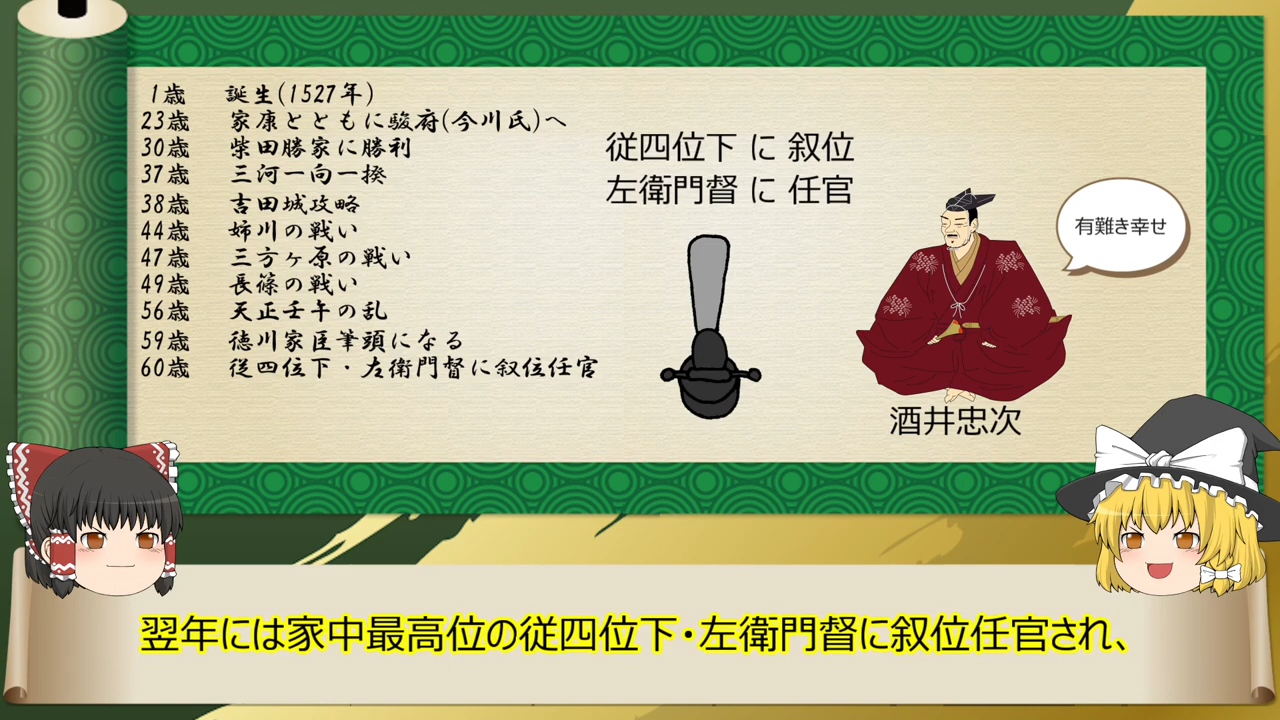 1歳 誕生(1527年)
23歳 家康とともに駿府(今川氏)へ
30歳 柴田勝家に勝利
37歳 三河一向一揆
38歳 吉田城攻略
44歳 姉川の戦い
47歳 三方ヶ原の戦い
49歳 長篠の戦い
56歳 天正壬午の乱
59歳 徳川家臣筆頭になる
60歳 従四位下・左衛門督に叙位任官
従四位下 に 叙位
左衛門督 に 任官
有難き幸せ
酒井忠次
翌年には家中最高位の従四位下・左衛門督に叙位任官され、